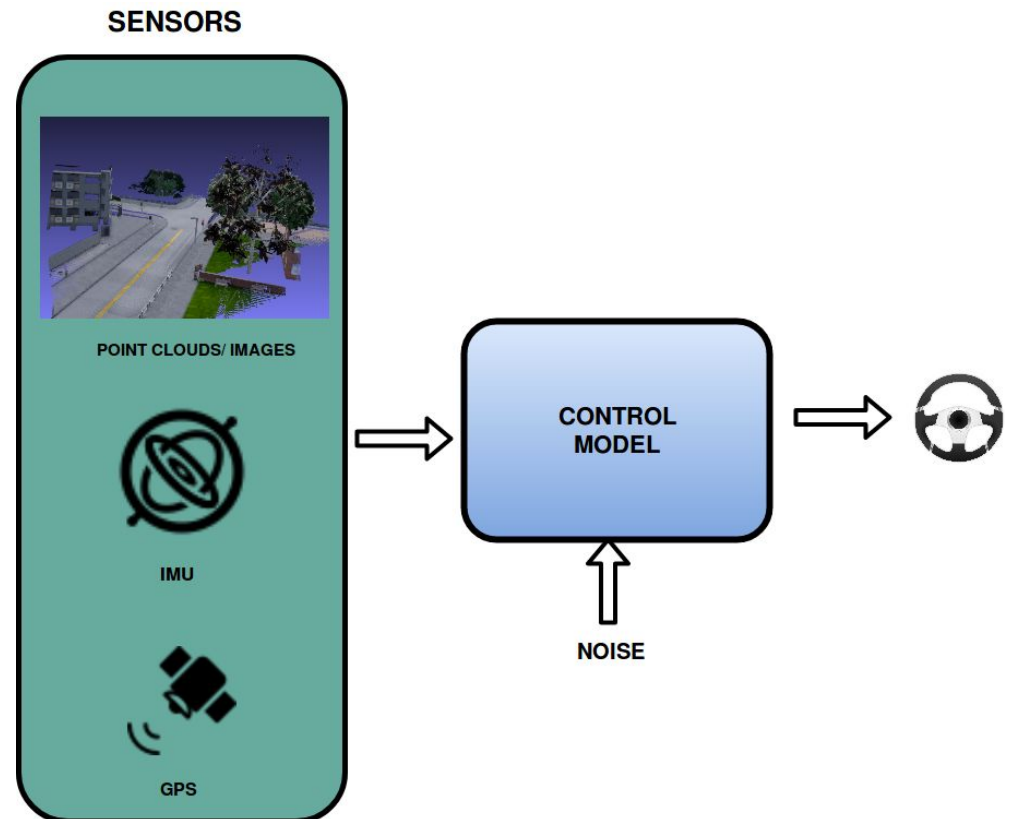 SENSORS
POINT CLOUDS/ IMAGES
IMU
GPS
CONTROL
MODEL
NOISE